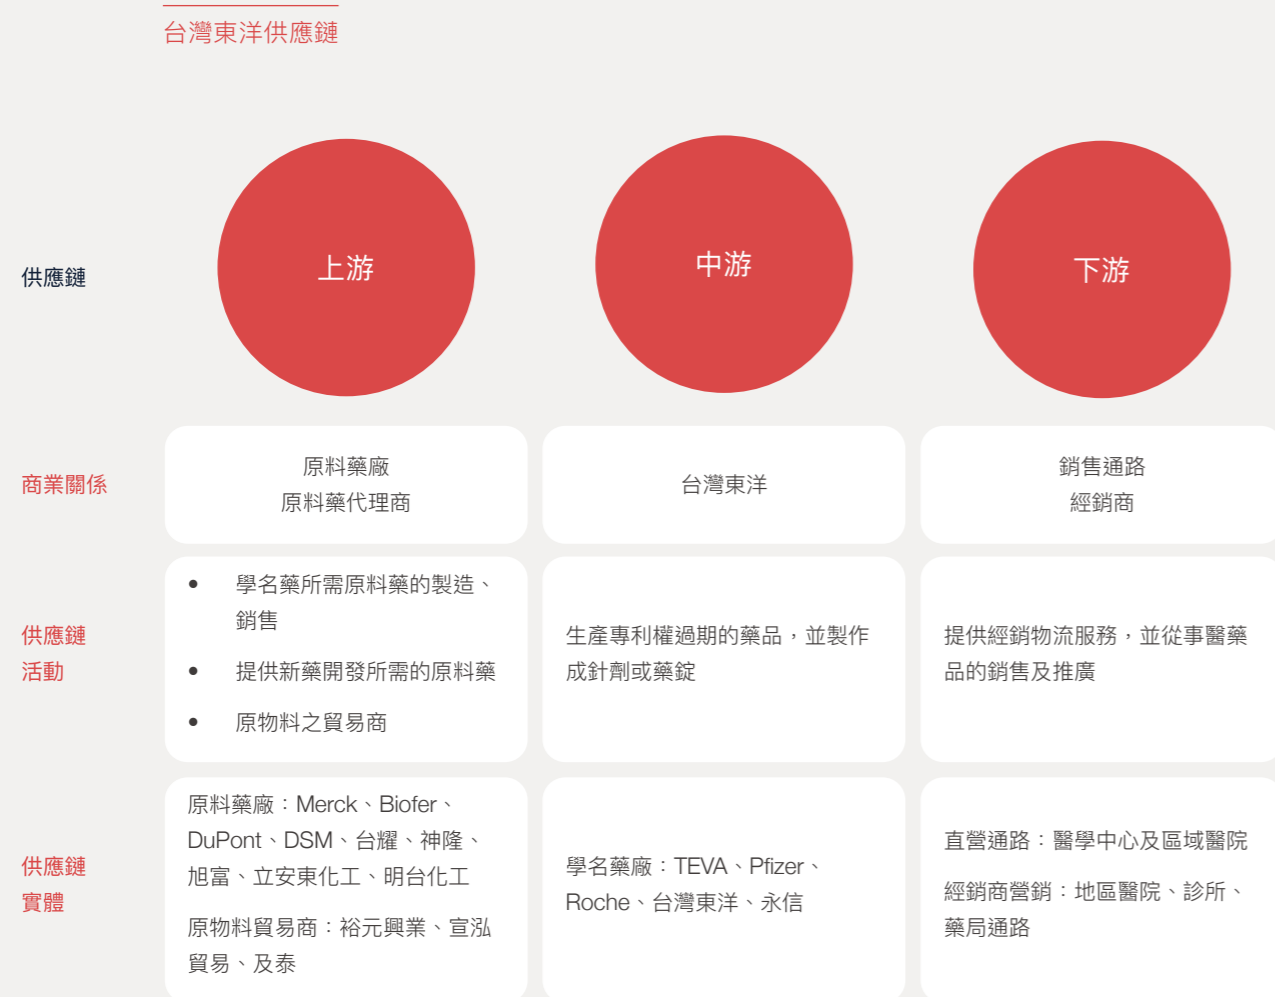 台灣東洋供應鏈
供應鏈
上游
中游
下游
商業關係
原料藥廠
原料藥代理商
台灣東洋
銷售通路
經銷商
供應鏈
活動
• 學名藥所需原料藥的製造、
銷售
• 提供新藥開發所需的原料藥
• 原物料之貿易商
生產專利權過期的藥品，並製作
成針劑或藥錠
提供經銷物流服務，並從事醫藥
品的銷售及推廣
供應鏈
實體
原料藥廠：Merck、Biofer、
DuPont、DSM、台耀、神隆、
旭富、立安東化工、明台化工
原物料貿易商：裕元興業、宣泓
貿易、及泰
學名藥廠：TEVA、Pfizer、
Roche、台灣東洋、永信
直營通路：醫學中心及區域醫院
經銷商營銷：地區醫院、診所、
藥局通路